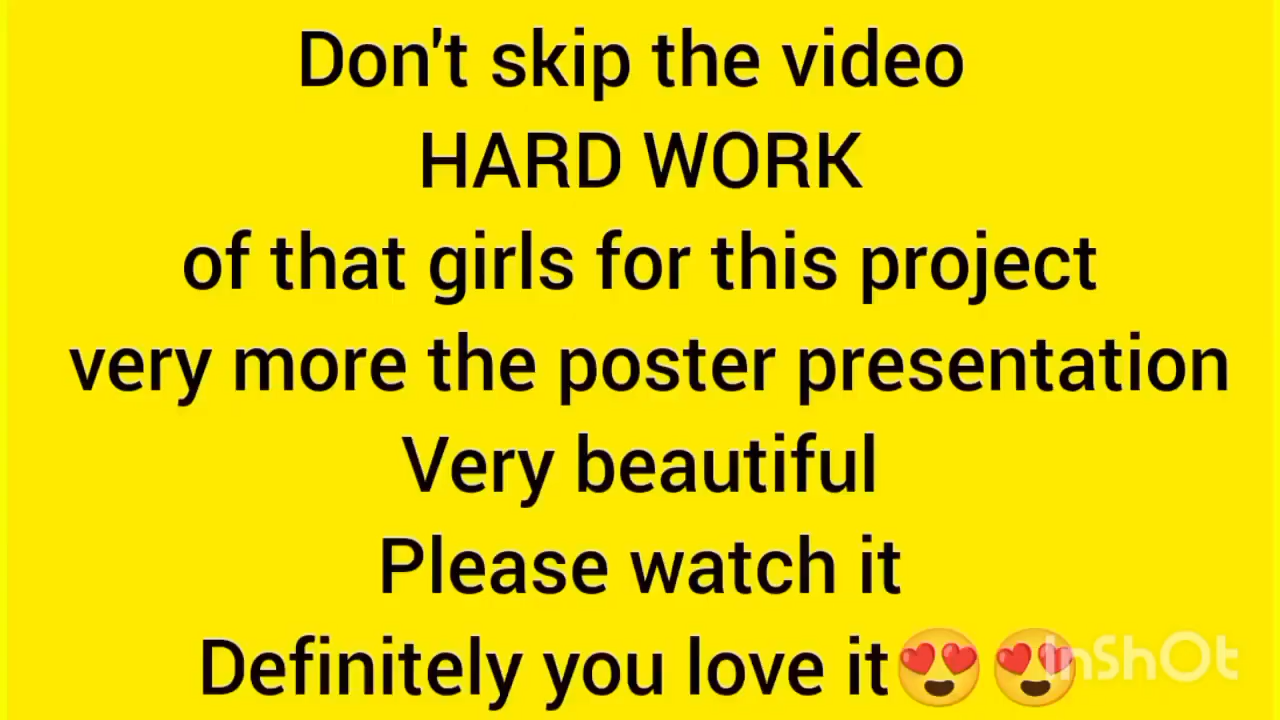 Don't skip the video
HARD WORK
of that girls for this project
very more the poster presentation
Very beautiful
Please watch it
Definitely you love it😍😍
InShOt